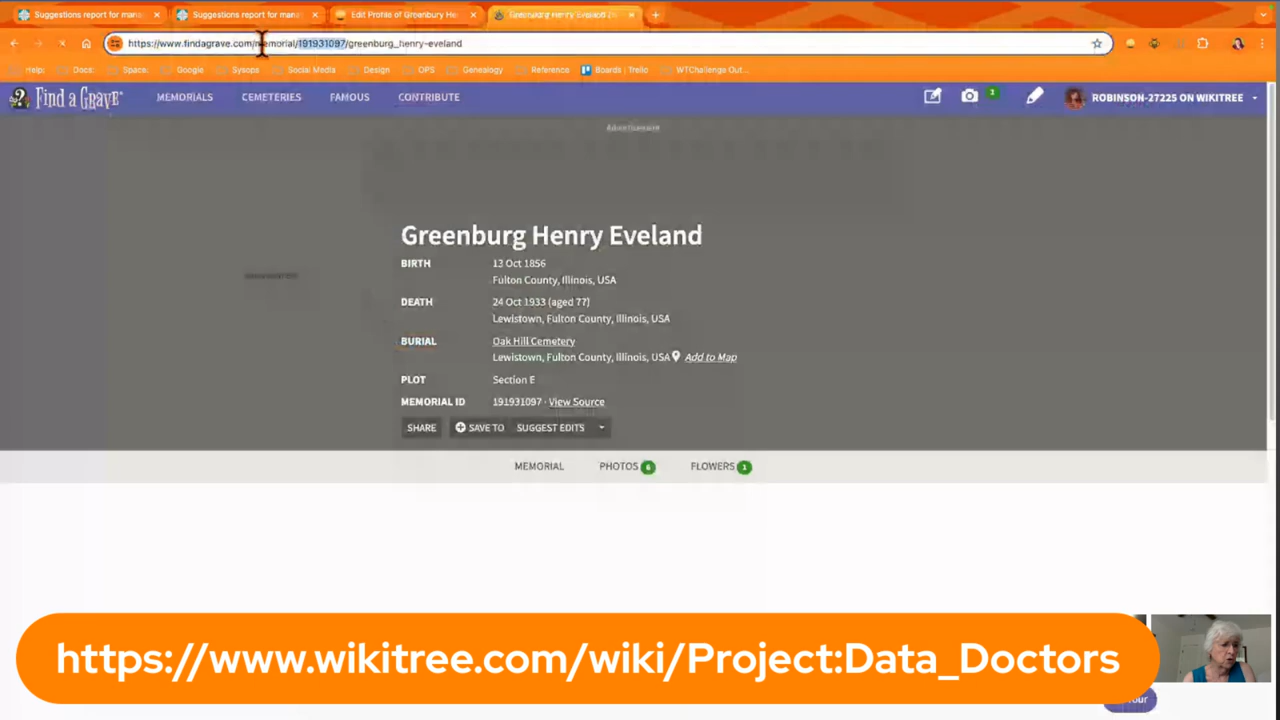 Suggestions report for mana
Suggestions report for mana
Edit Profile of Greenbury He
Greenburg Henry Eveland (1
https://www.findagrave.com/memorial/191931097/greenburg_henry-eveland
Help:
Docs:
Space:
Google
Sysops
Social Media
Design
OPS
Genealogy
Reference
Boards | Trello
WTChallenge Out...
Find a GRAVE
MEMORIALS
CEMETERIES
FAMOUS
CONTRIBUTE
1
ROBINSON-27225 ON WIKITREE
Advertisement
Greenburg Henry Eveland
BIRTH 13 Oct 1856
Fulton County, Illinois, USA
DEATH 24 Oct 1933 (aged 77)
Lewistown, Fulton County, Illinois, USA
BURIAL Oak Hill Cemetery
Lewistown, Fulton County, Illinois, USA Add to Map
PLOT Section E
MEMORIAL ID 191931097 · View Source
SHARE
SAVE TO
SUGGEST EDITS
MEMORIAL
PHOTOS 6
FLOWERS 1
https://www.wikitree.com/wiki/Project:Data_Doctors